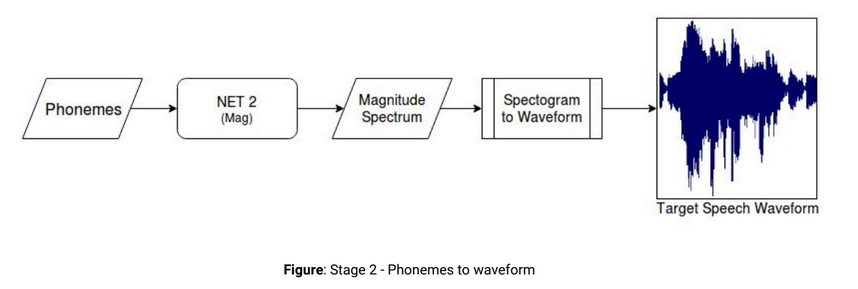 Phonemes
NET 2
(Mag)
Magnitude
Spectrum
Spectogram
to Waveform
Target Speech Waveform
Figure: Stage 2 - Phonemes to waveform